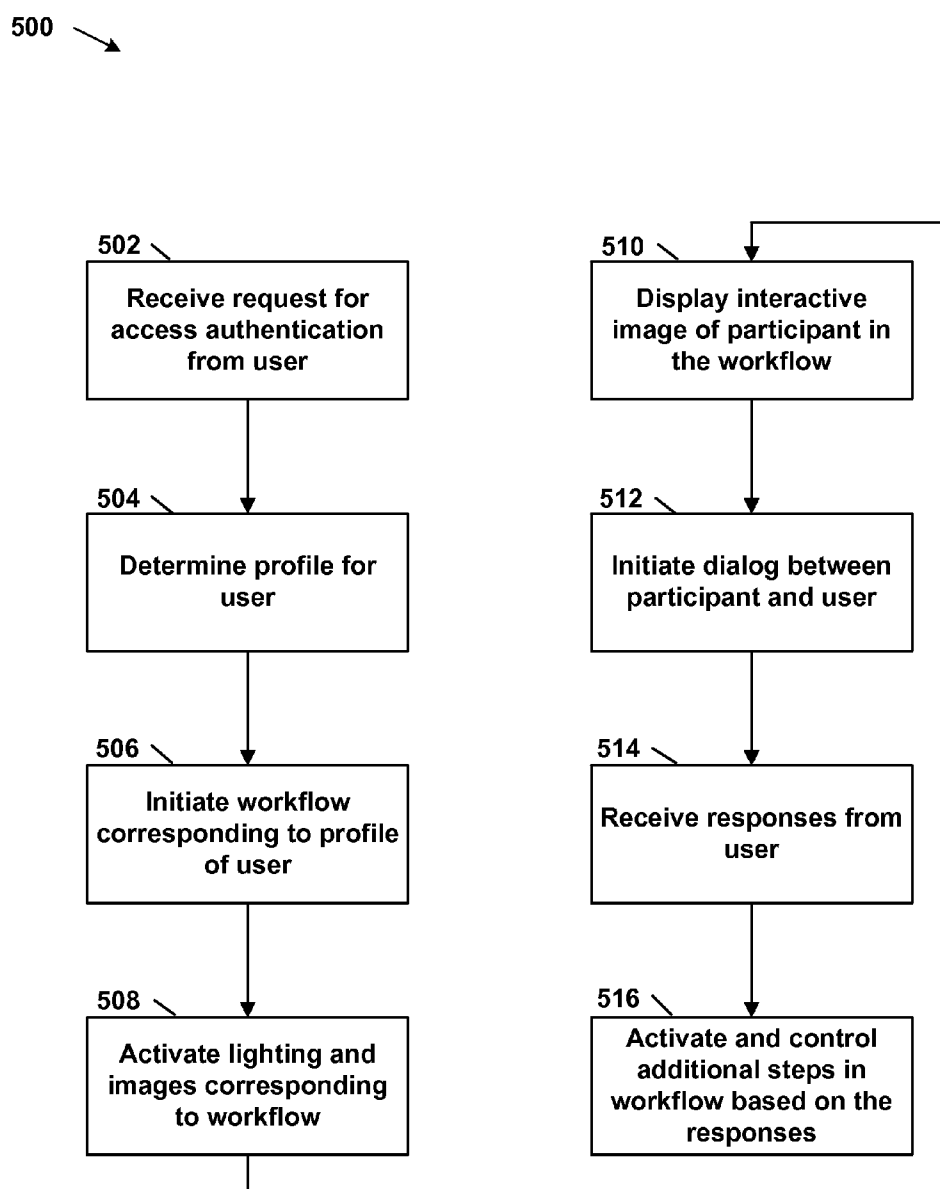 500
502
Receive request for
access authentication
from user
504
Determine profile for
user
506
Initiate workflow
corresponding to profile
of user
508
Activate lighting and
images corresponding
to workflow
510
Display interactive
image of participant in
the workflow
512
Initiate dialog between
participant and user
514
Receive responses from
user
516
Activate and control
additional steps in
workflow based on the
responses